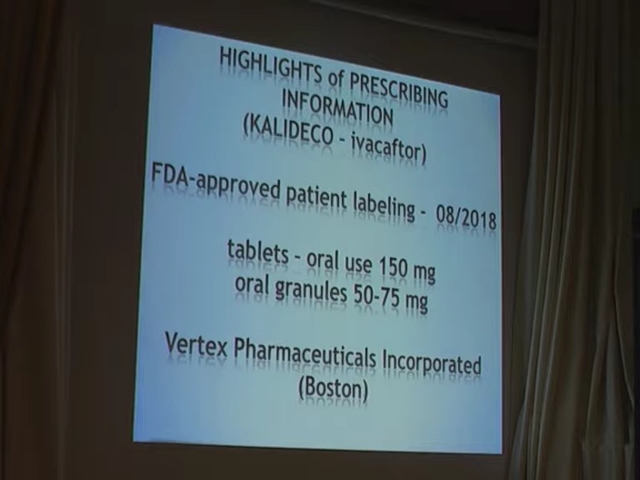 HIGHLIGHTS of PRESCRIBING
INFORMATION
(KALIDECO - ivacaftor)
FDA-approved patient labeling - 08/2018
tablets - oral use 150 mg
oral granules 50-75 mg
Vertex Pharmaceuticals Incorporated
(Boston)